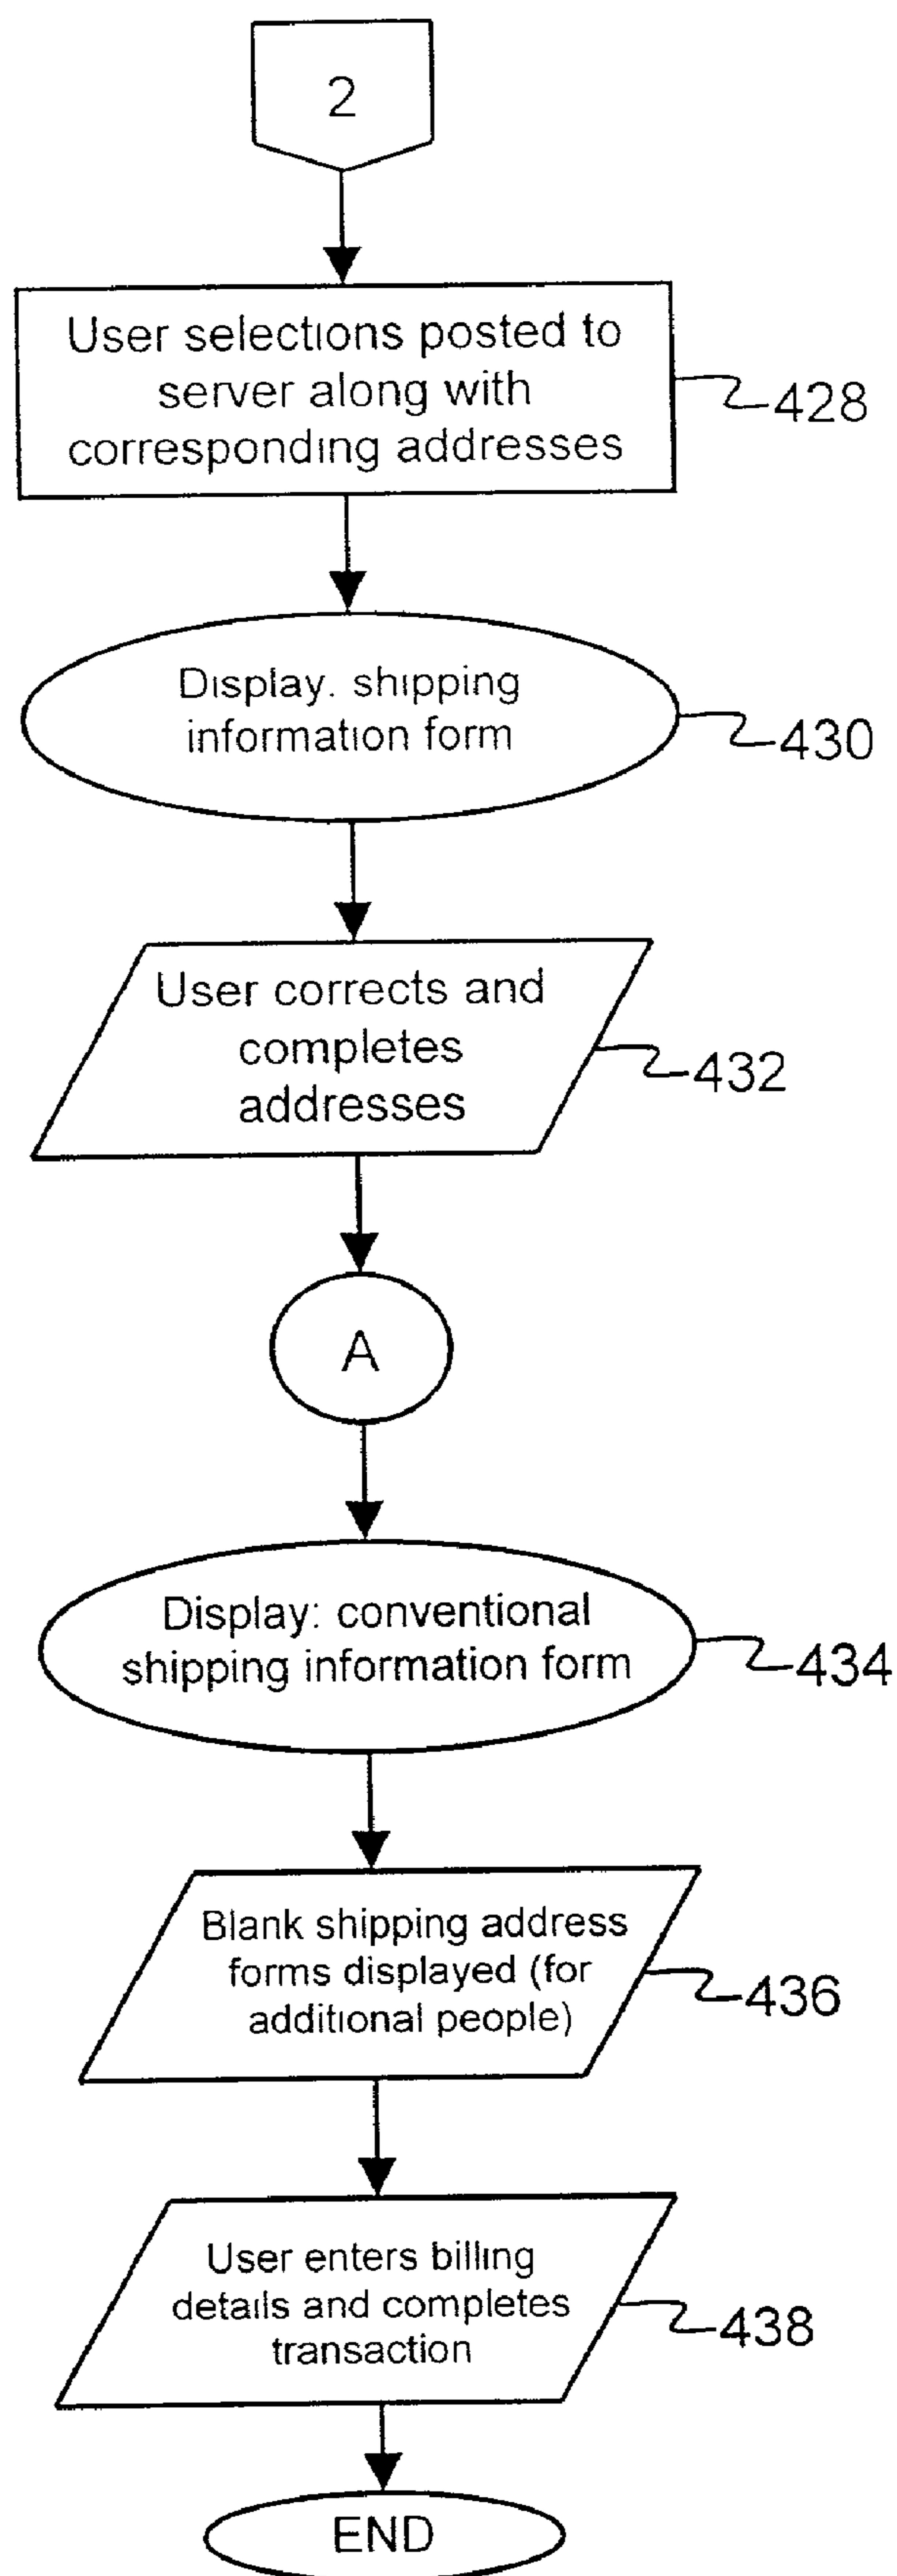 2
User selections posted to
server along with
corresponding addresses
428
Display. shipping
information form
430
User corrects and
completes
addresses
432
A
Display: conventional
shipping information form
434
Blank shipping address
forms displayed (for
additional people)
436
User enters billing
details and completes
transaction
438
END